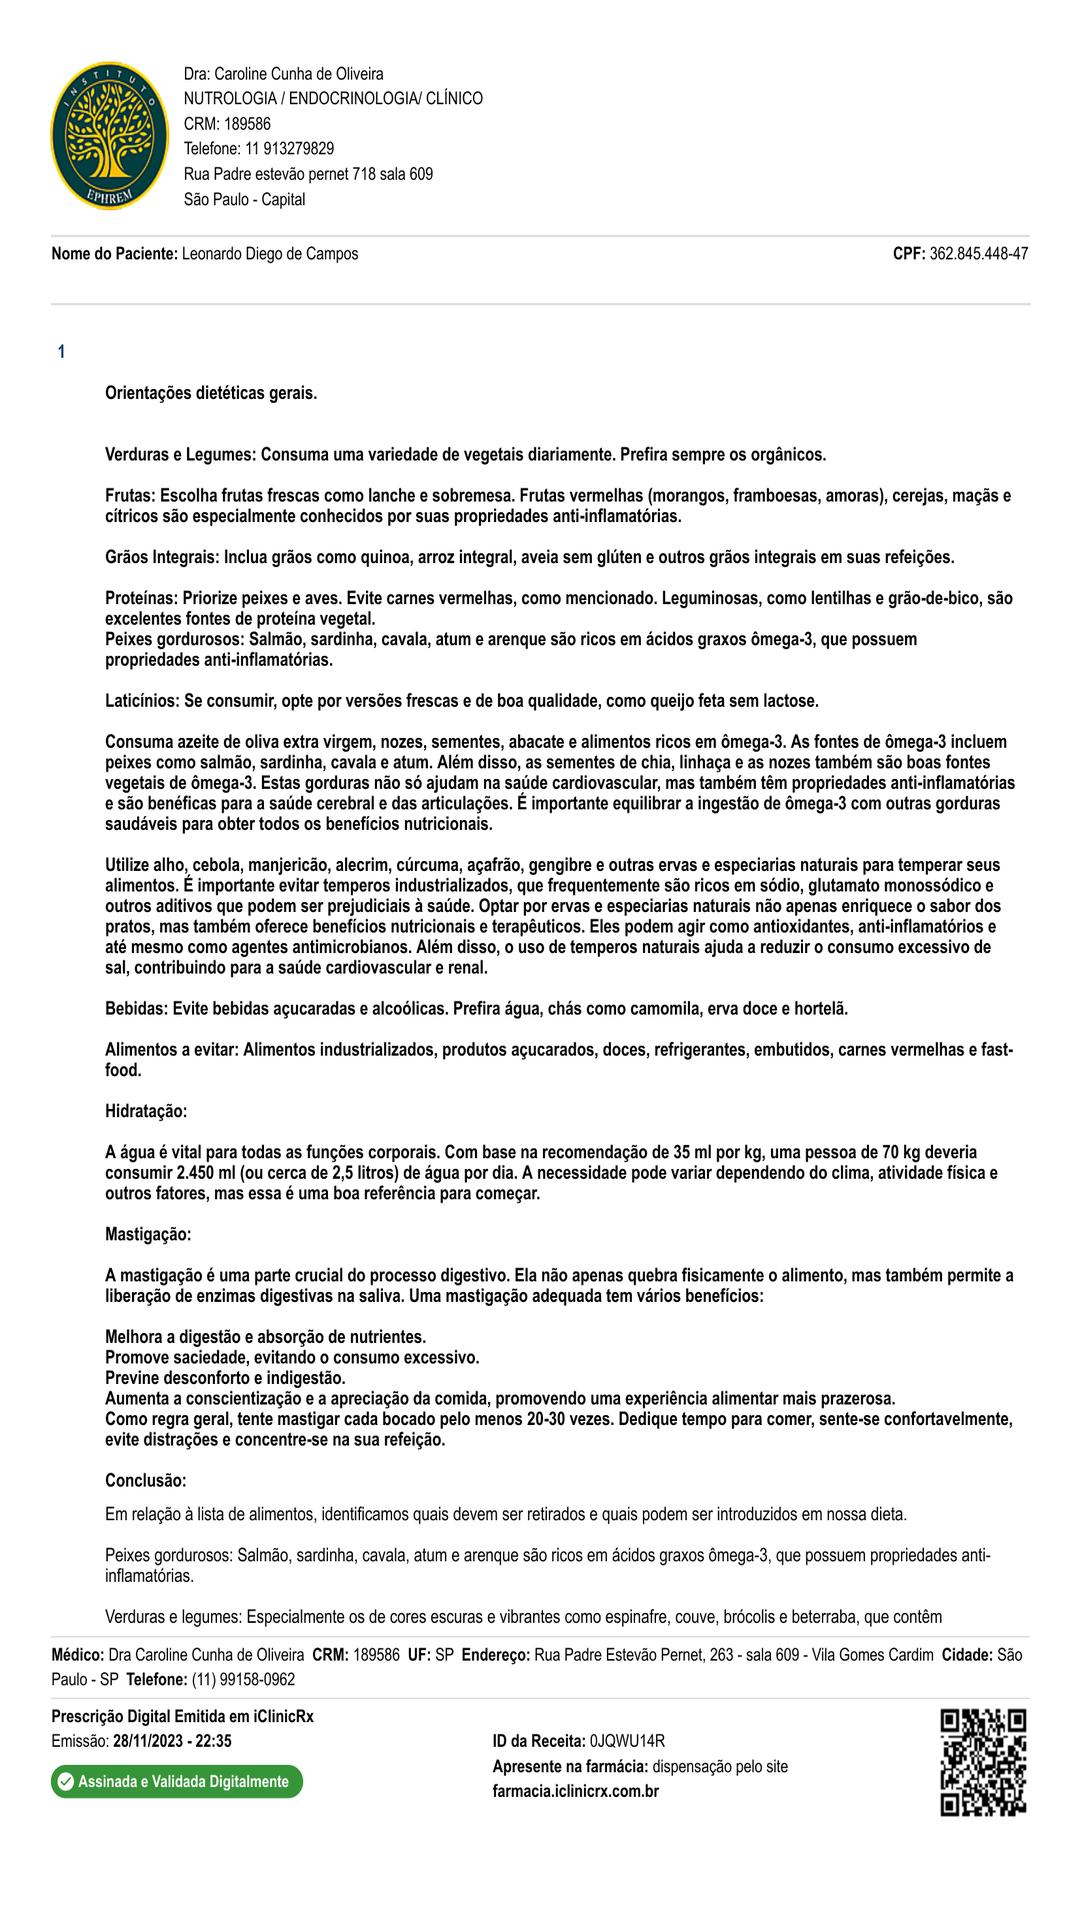 INSTITUTO
EPHREM
Dra: Caroline Cunha de Oliveira
NUTROLOGIA / ENDOCRINOLOGIA/ CLÍNICO
CRM: 189586
Telefone: 11 913279829
Rua Padre estevão pernet 718 sala 609
São Paulo - Capital
Nome do Paciente: Leonardo Diego de Campos CPF: 362.845.448-47
1
Orientações dietéticas gerais.
Verduras e Legumes: Consuma uma variedade de vegetais diariamente. Prefira sempre os orgânicos.
Frutas: Escolha frutas frescas como lanche e sobremesa. Frutas vermelhas (morangos, framboesas, amoras), cerejas, maçãs e
cítricos são especialmente conhecidos por suas propriedades anti-inflamatórias.
Grãos Integrais: Inclua grãos como quinoa, arroz integral, aveia sem glúten e outros grãos integrais em suas refeições.
Proteínas: Priorize peixes e aves. Evite carnes vermelhas, como mencionado. Leguminosas, como lentilhas e grão-de-bico, são
excelentes fontes de proteína vegetal.
Peixes gordurosos: Salmão, sardinha, cavala, atum e arenque são ricos em ácidos graxos ômega-3, que possuem
propriedades anti-inflamatórias.
Laticínios: Se consumir, opte por versões frescas e de boa qualidade, como queijo feta sem lactose.
Consuma azeite de oliva extra virgem, nozes, sementes, abacate e alimentos ricos em ômega-3. As fontes de ômega-3 incluem
peixes como salmão, sardinha, cavala e atum. Além disso, as sementes de chia, linhaça e as nozes também são boas fontes
vegetais de ômega-3. Estas gorduras não só ajudam na saúde cardiovascular, mas também têm propriedades anti-inflamatórias
e são benéficas para a saúde cerebral e das articulações. É importante equilibrar a ingestão de ômega-3 com outras gorduras
saudáveis para obter todos os benefícios nutricionais.
Utilize alho, cebola, manjericão, alecrim, cúrcuma, açafrão, gengibre e outras ervas e especiarias naturais para temperar seus
alimentos. É importante evitar temperos industrializados, que frequentemente são ricos em sódio, glutamato monossódico e
outros aditivos que podem ser prejudiciais à saúde. Optar por ervas e especiarias naturais não apenas enriquece o sabor dos
pratos, mas também oferece benefícios nutricionais e terapêuticos. Eles podem agir como antioxidantes, anti-inflamatórios e
até mesmo como agentes antimicrobianos. Além disso, o uso de temperos naturais ajuda a reduzir o consumo excessivo de
sal, contribuindo para a saúde cardiovascular e renal.
Bebidas: Evite bebidas açucaradas e alcoólicas. Prefira água, chás como camomila, erva doce e hortelã.
Alimentos a evitar: Alimentos industrializados, produtos açucarados, doces, refrigerantes, embutidos, carnes vermelhas e fast-
food.
Hidratação:
A água é vital para todas as funções corporais. Com base na recomendação de 35 ml por kg, uma pessoa de 70 kg deveria
consumir 2.450 ml (ou cerca de 2,5 litros) de água por dia. A necessidade pode variar dependendo do clima, atividade física e
outros fatores, mas essa é uma boa referência para começar.
Mastigação:
A mastigação é uma parte crucial do processo digestivo. Ela não apenas quebra fisicamente o alimento, mas também permite a
liberação de enzimas digestivas na saliva. Uma mastigação adequada tem vários benefícios:
Melhora a digestão e absorção de nutrientes.
Promove saciedade, evitando o consumo excessivo.
Previne desconforto e indigestão.
Aumenta a conscientização e a apreciação da comida, promovendo uma experiência alimentar mais prazerosa.
Como regra geral, tente mastigar cada bocado pelo menos 20-30 vezes. Dedique tempo para comer, sente-se confortavelmente,
evite distrações e concentre-se na sua refeição.
Conclusão:
Em relação à lista de alimentos, identificamos quais devem ser retirados e quais podem ser introduzidos em nossa dieta.
Peixes gordurosos: Salmão, sardinha, cavala, atum e arenque são ricos em ácidos graxos ômega-3, que possuem propriedades anti-
inflamatórias.
Verduras e legumes: Especialmente os de cores escuras e vibrantes como espinafre, couve, brócolis e beterraba, que contêm
Médico: Dra Caroline Cunha de Oliveira CRM: 189586 UF: SP Endereço: Rua Padre Estevão Pernet, 263 - sala 609 - Vila Gomes Cardim Cidade: São
Paulo - SP Telefone: (11) 99158-0962
Prescrição Digital Emitida em iClinicRx
Emissão: 28/11/2023 - 22:35
Assinada e Validada Digitalmente
ID da Receita: 0JQWU14R
Apresente na farmácia: dispensação pelo site
farmacia.iclinicrx.com.br